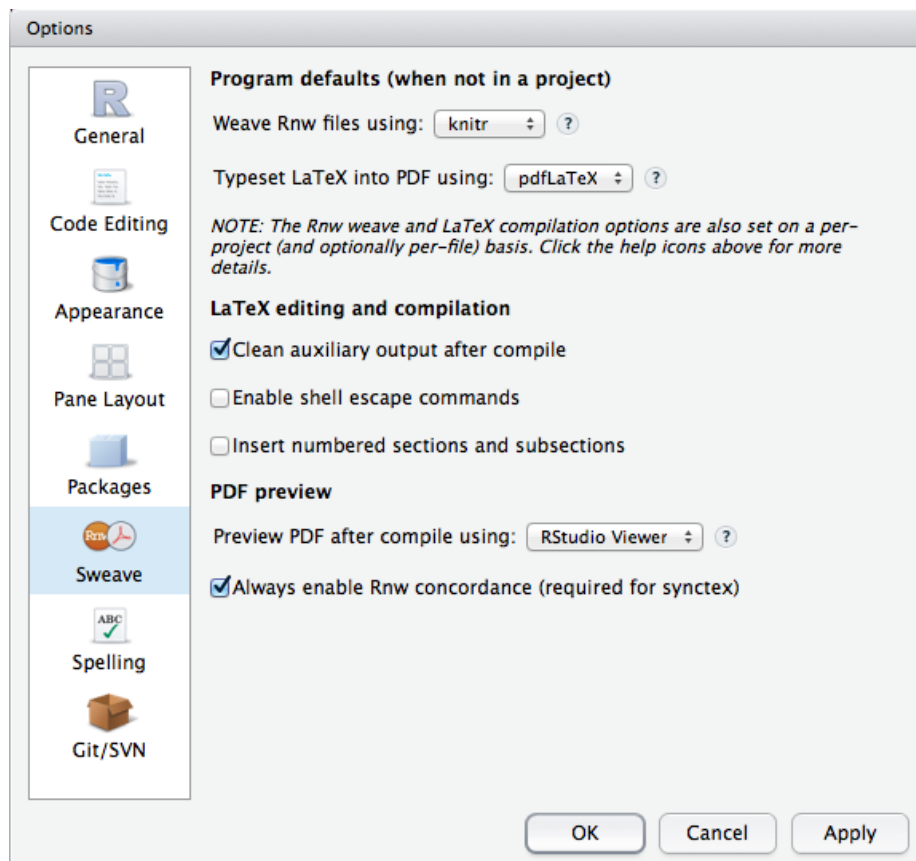 Options
General
Code Editing
Appearance
Pane Layout
Packages
Rnw
Sweave
ABC
Spelling
Git/SVN
Program defaults (when not in a project)
Weave Rnw files using: knitr ?
Typeset LaTeX into PDF using: pdfLaTeX ?
NOTE: The Rnw weave and LaTeX compilation options are also set on a per-
project (and optionally per-file) basis. Click the help icons above for more
details.
LaTeX editing and compilation
Clean auxiliary output after compile
Enable shell escape commands
Insert numbered sections and subsections
PDF preview
Preview PDF after compile using: RStudio Viewer ?
Always enable Rnw concordance (required for synctex)
OK Cancel Apply